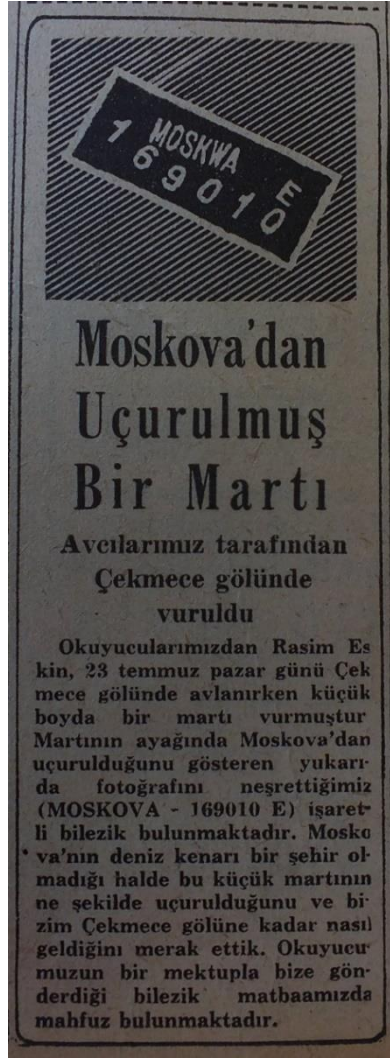 MOSKWA E
169010
Moskova'dan
Uçurulmuş
Bir Martı
Avcılarımız tarafından
Çekmece gölünde
vuruldu
Okuyucularımızdan Rasim Es
kin, 23 temmuz pazar günü Çek
mece gölünde avlanırken küçük
boyda bir martı vurmuştur
Martının ayağında Moskova'dan
uçurulduğunu gösteren yukarı-
da fotoğrafını neşrettiğimiz
(MOSKOVA - 169010 E) işaret-
li bilezik bulunmaktadır. Mosko
va'nın deniz kenarı bir şehir ol-
madığı halde bu küçük martının
ne şekilde uçurulduğunu ve bi-
zim Çekmece gölüne kadar nasıl
geldiğini merak ettik. Okuyucu-
muzun bir mektupla bize gön-
derdiği bilezik matbaamızda
mahfuz bulunmaktadır.